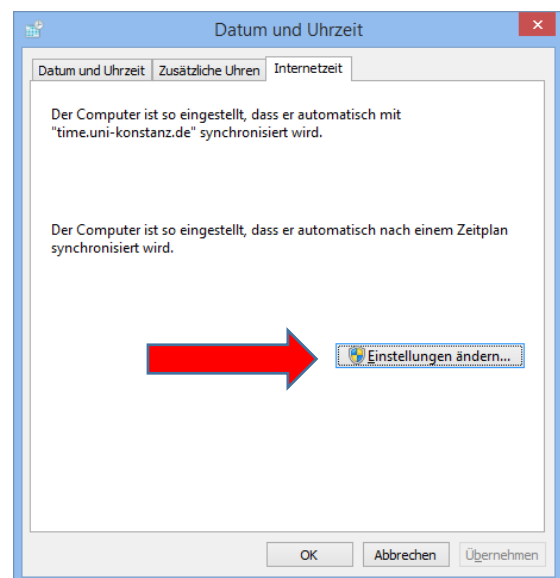 Datum und Uhrzeit
Datum und Uhrzeit Zusätzliche Uhren Internetzeit
Der Computer ist so eingestellt, dass er automatisch mit
"time.uni-konstanz.de" synchronisiert wird.
Der Computer ist so eingestellt, dass er automatisch nach einem Zeitplan
synchronisiert wird.
Einstellungen ändern...
OK Abbrechen Übernehmen